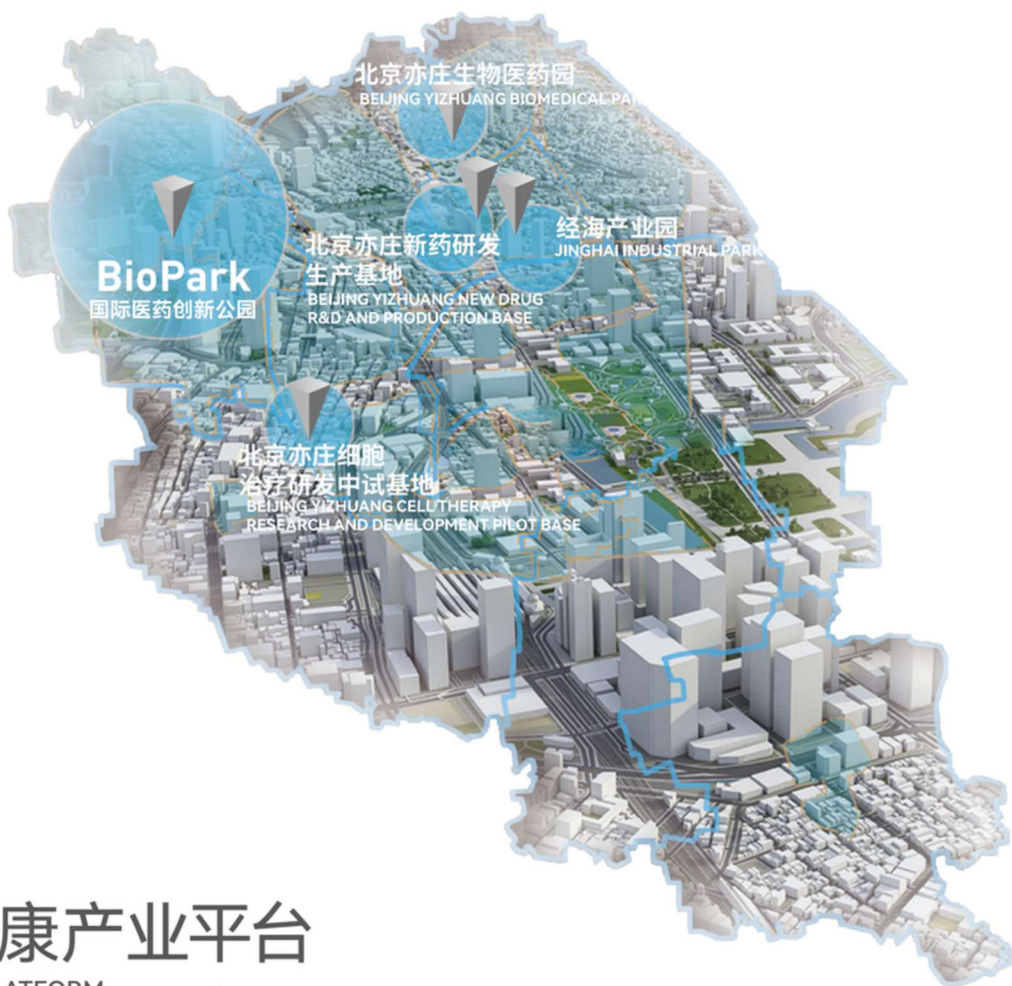 北京亦庄生物医药园
BEIJING YIZHUANG BIOMEDICAL PAR
经海产业园
JINGHAI INDUSTRIAL PARK
北京亦庄新药研发
生产基地
BEIJING YIZHUANG NEW DRUG
R&D AND PRODUCTION BASE
BioPark
国际医药创新公园
北京亦庄细胞
治疗研发中试基地
BEIJING YIZHUANG CELL THERAPY
RESEARCH AND DEVELOPMENT PILOT BASE
康产业平台
ATFORM